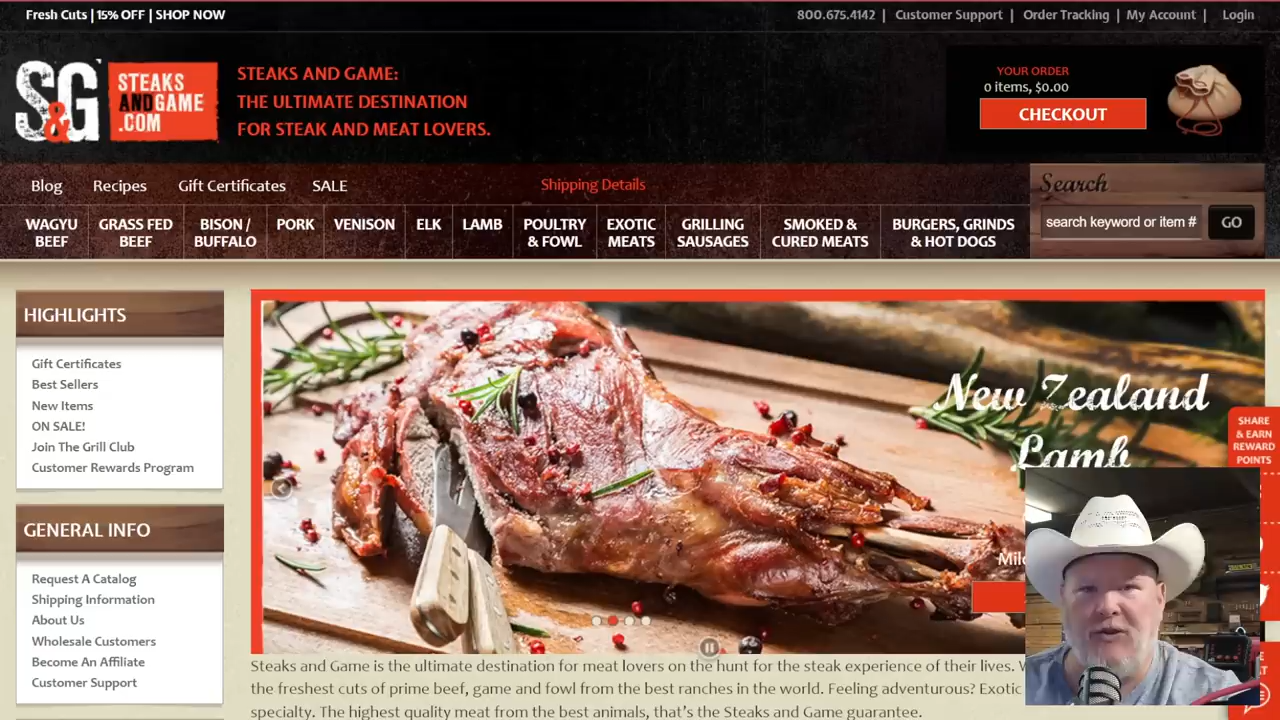 Fresh Cuts | 15% OFF | SHOP NOW
800.675.4142 | Customer Support | Order Tracking | My Account | Login
S&G
STEAKS
ANDGAME
.COM
STEAKS AND GAME:
THE ULTIMATE DESTINATION
FOR STEAK AND MEAT LOVERS.
YOUR ORDER
0 items, $0.00
CHECKOUT
Blog Recipes Gift Certificates SALE Shipping Details
Search
search keyword or item # GO
WAGYU
BEEF
GRASS FED
BEEF
BISON /
BUFFALO
PORK
VENISON
ELK
LAMB
POULTRY
& FOWL
EXOTIC
MEATS
GRILLING
SAUSAGES
SMOKED &
CURED MEATS
BURGERS, GRINDS
& HOT DOGS
HIGHLIGHTS
Gift Certificates
Best Sellers
New Items
ON SALE!
Join The Grill Club
Customer Rewards Program
GENERAL INFO
Request A Catalog
Shipping Information
About Us
Wholesale Customers
Become An Affiliate
Customer Support
New Zealand
Lamb
SHARE
& EARN
REWARD
POINTS
Steaks and Game is the ultimate destination for meat lovers on the hunt for the steak experience of their lives.
the freshest cuts of prime beef, game and fowl from the best ranches in the world. Feeling adventurous? Exotic
specialty. The highest quality meat from the best animals, that's the Steaks and Game guarantee.